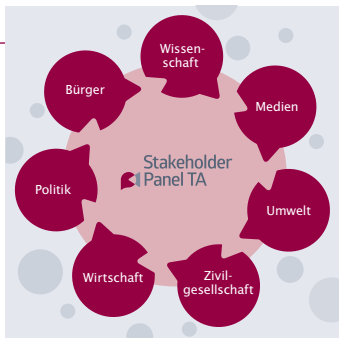 Wissen-
schaft
Bürger
Medien
Stakeholder
Panel TA
Politik
Umwelt
Wirtschaft
Zivil-
gesellschaft